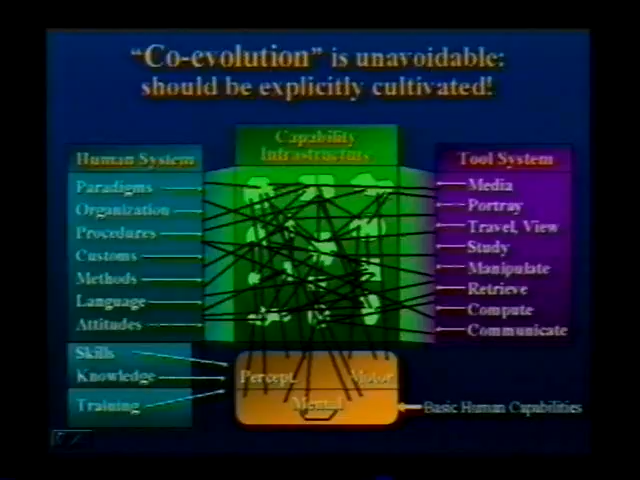 “Co-evolution” is unavoidable:
should be explicitly cultivated!
Capability
Infrastructure
Human System
Paradigms
Organization
Procedures
Customs
Methods
Language
Attitudes
Skills
Knowledge
Training
Tool System
Media
Portray
Travel, View
Study
Manipulate
Retrieve
Compute
Communicate
Percept.
Motor
Mental
Basic Human Capabilities